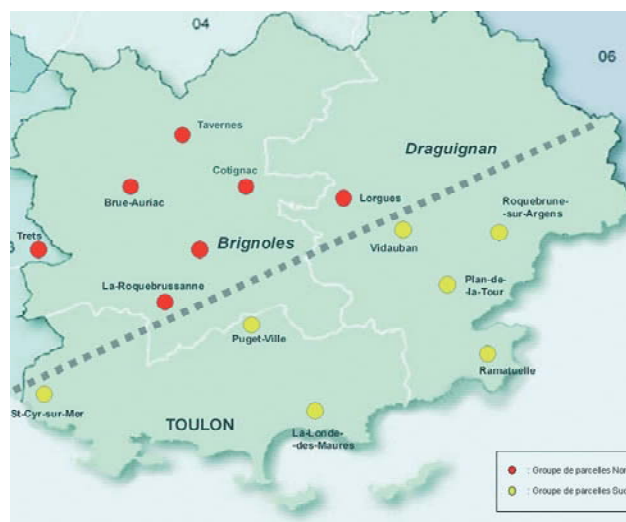 04
06
Tavernes
Draguignan
Cotignac
Brue-Auriac
Lorgues
Roquebrune-
-sur-Argens
Trets
Brignoles
Vidauban
La-Roquebrussanne
Plan-de-
-la-Tour
Puget-Ville
Ramatuelle
St-Cyr-sur-Mer
TOULON
La-Londe-
-des-Maures
: Groupe de parcelles Nor
: Groupe de parcelles Sud